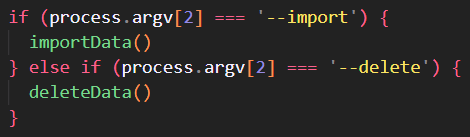 if (process.argv[2] === '--import') {
  importData()
} else if (process.argv[2] === '--delete') {
  deleteData()
}